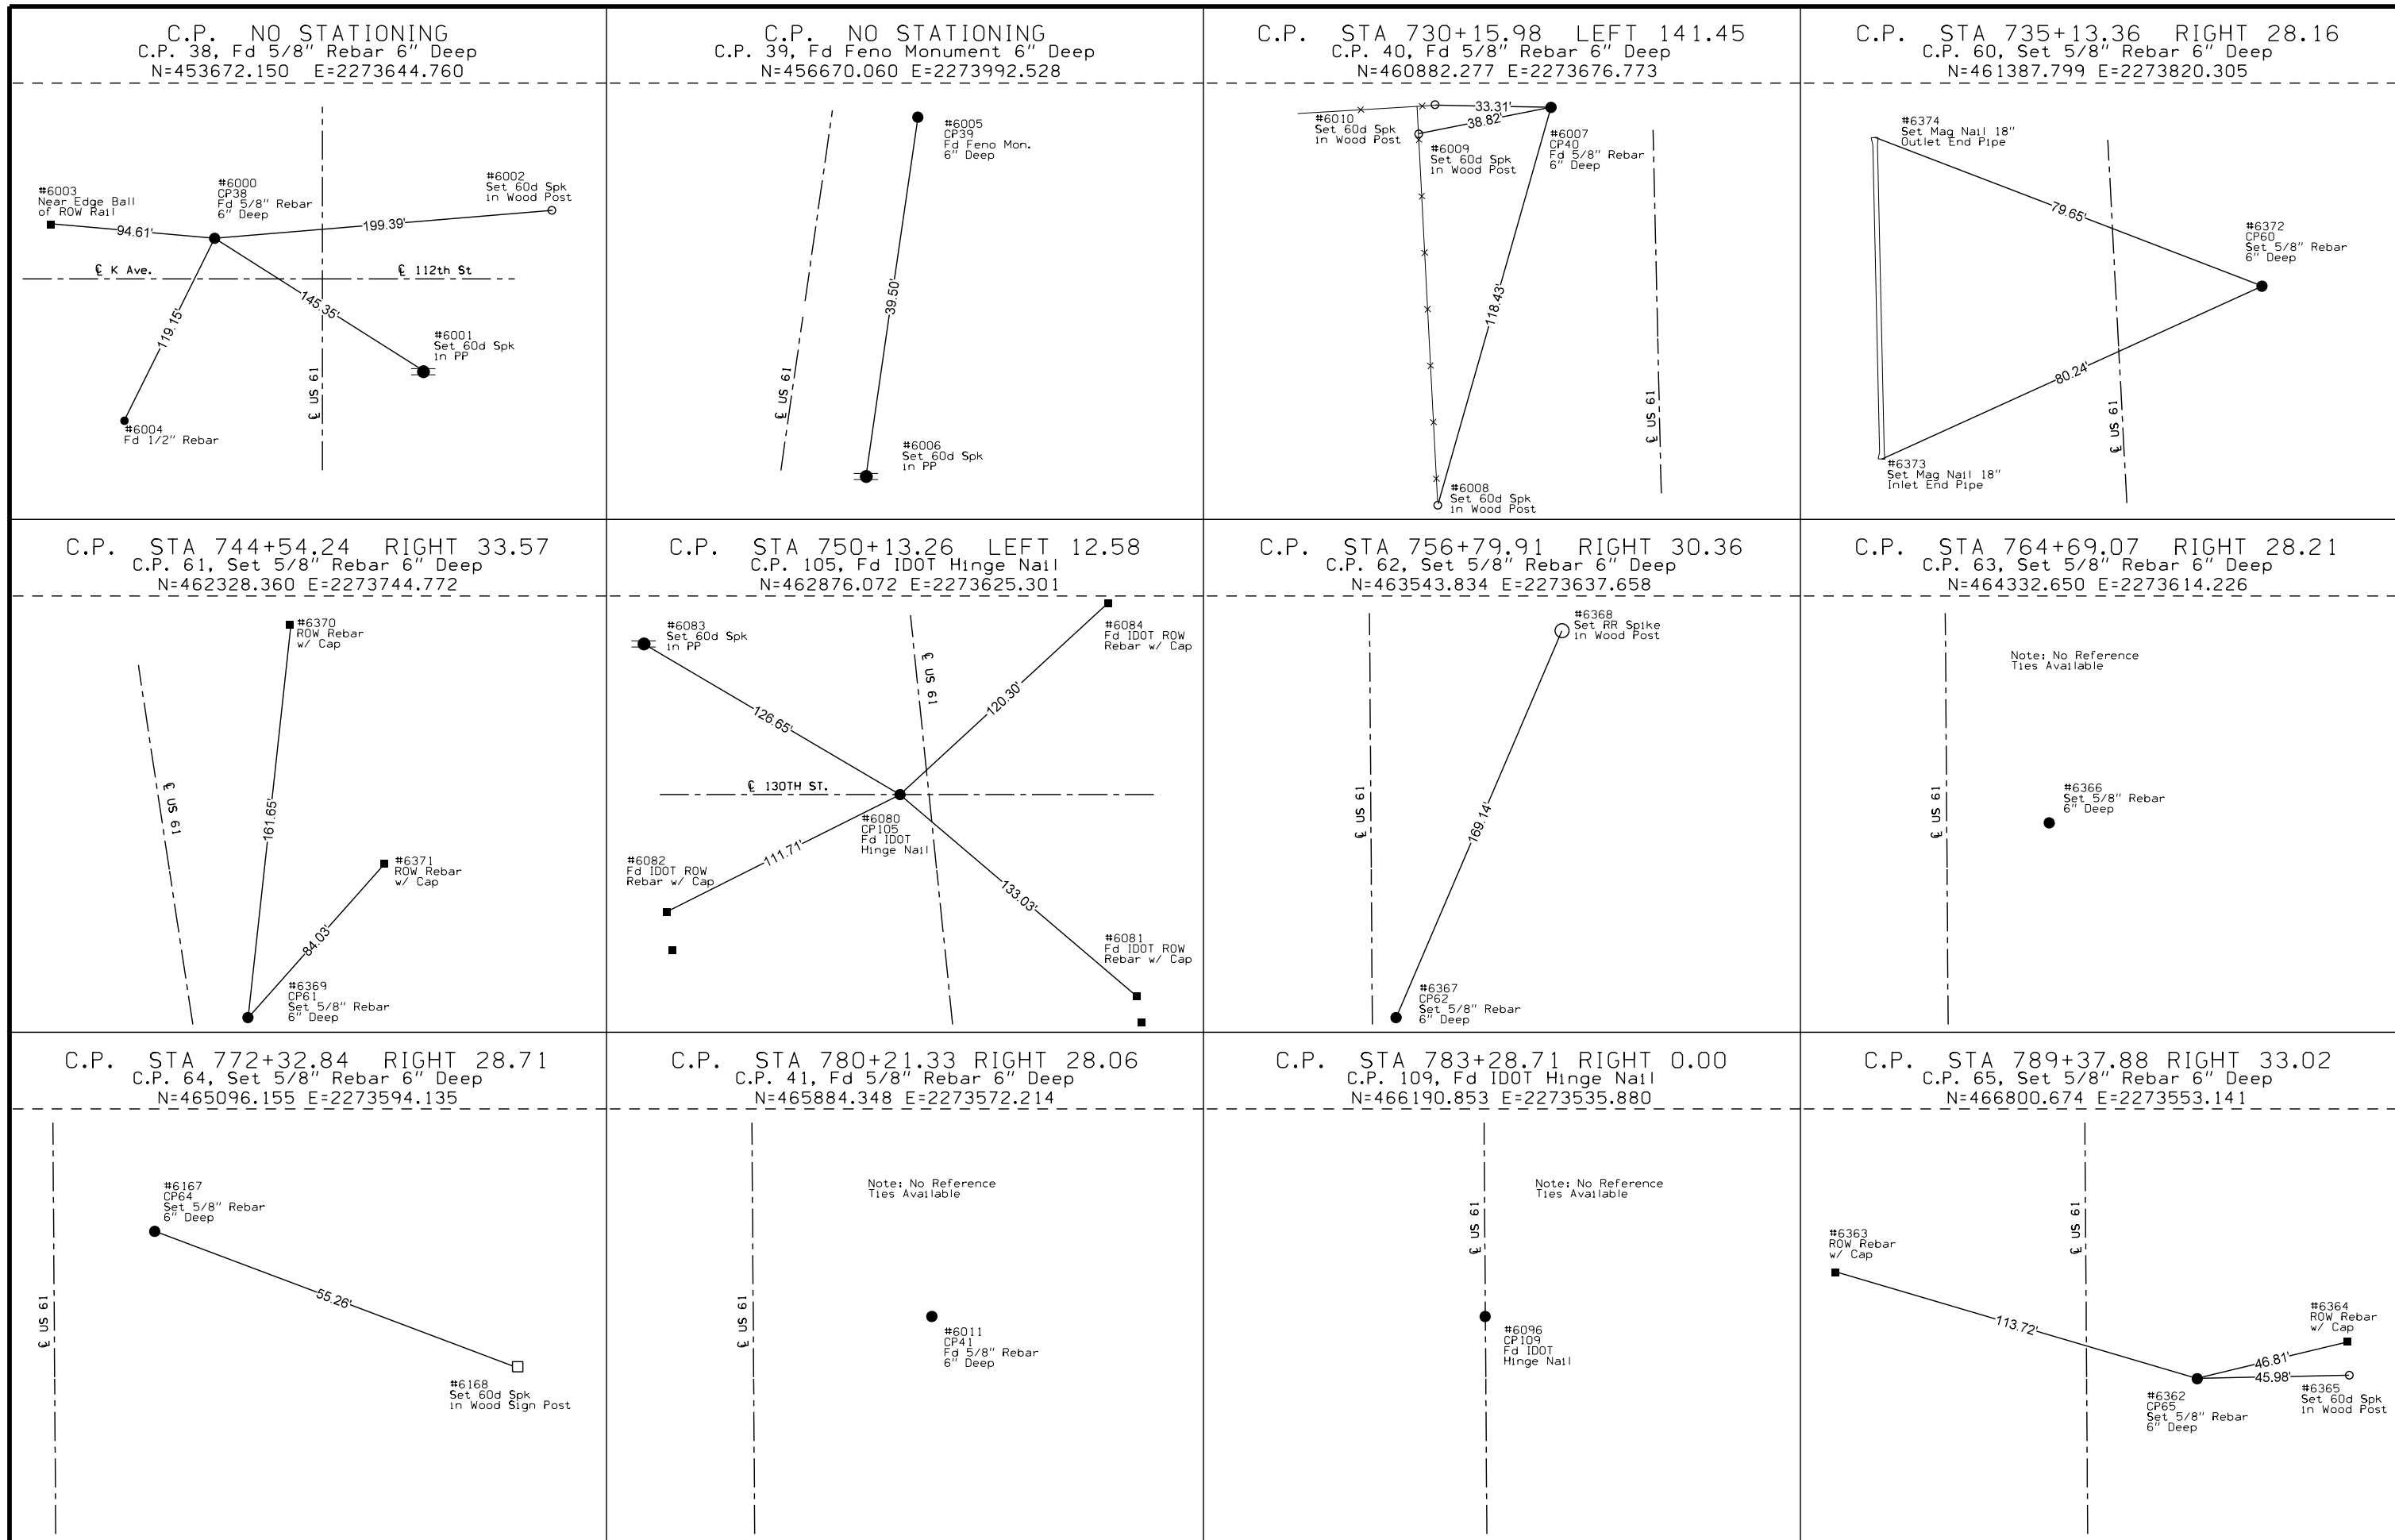 C.P. NO STATIONING
C.P. 38, Fd 5/8" Rebar 6" Deep
N=453672.150 E=2273644.760
#6003
Near Edge Ball
of ROW Rail
#6000
CP38
Fd 5/8" Rebar
6" Deep
#6002
Set 60d Spk
in Wood Post
94.61'
199.39'
℄ K Ave.
℄ 112th St
145.35'
119.15'
#6001
Set 60d Spk
in PP
℄ US 61
#6004
Fd 1/2" Rebar
C.P. NO STATIONING
C.P. 39, Fd Feno Monument 6" Deep
N=456670.060 E=2273992.528
#6005
CP39
Fd Feno Mon.
6" Deep
39.50'
℄ US 61
#6006
Set 60d Spk
in PP
C.P. STA 730+15.98 LEFT 141.45
C.P. 40, Fd 5/8" Rebar 6" Deep
N=460882.277 E=2273676.773
33.31'
38.82'
#6010
Set 60d Spk
in Wood Post
#6009
Set 60d Spk
in Wood Post
#6007
CP40
Fd 5/8" Rebar
6" Deep
118.43'
℄ US 61
#6008
Set 60d Spk
in Wood Post
C.P. STA 735+13.36 RIGHT 28.16
C.P. 60, Set 5/8" Rebar 6" Deep
N=461387.799 E=2273820.305
#6374
Set Mag Nail 18"
Outlet End Pipe
79.65'
#6372
CP60
Set 5/8" Rebar
6" Deep
80.24'
℄ US 61
#6373
Set Mag Nail 18"
Inlet End Pipe
C.P. STA 744+54.24 RIGHT 33.57
C.P. 61, Set 5/8" Rebar 6" Deep
N=462328.360 E=2273744.772
#6370
ROW Rebar
w/ Cap
℄ US 61
161.65'
#6371
ROW Rebar
w/ Cap
84.03'
#6369
CP61
Set 5/8" Rebar
6" Deep
C.P. STA 750+13.26 LEFT 12.58
C.P. 105, Fd IDOT Hinge Nail
N=462876.072 E=2273625.301
#6083
Set 60d Spk
in PP
#6084
Fd IDOT ROW
Rebar w/ Cap
℄ US 61
126.65'
120.30'
℄ 130TH ST.
#6080
CP105
Fd IDOT
Hinge Nail
111.71'
#6082
Fd IDOT ROW
Rebar w/ Cap
133.03'
#6081
Fd IDOT ROW
Rebar w/ Cap
C.P. STA 756+79.91 RIGHT 30.36
C.P. 62, Set 5/8" Rebar 6" Deep
N=463543.834 E=2273637.658
#6368
Set RR Spike
in Wood Post
℄ US 61
169.14'
#6367
CP62
Set 5/8" Rebar
6" Deep
C.P. STA 764+69.07 RIGHT 28.21
C.P. 63, Set 5/8" Rebar 6" Deep
N=464332.650 E=2273614.226
Note: No Reference
Ties Available
℄ US 61
#6366
Set 5/8" Rebar
6" Deep
C.P. STA 772+32.84 RIGHT 28.71
C.P. 64, Set 5/8" Rebar 6" Deep
N=465096.155 E=2273594.135
#6167
CP64
Set 5/8" Rebar
6" Deep
55.26'
℄ US 61
#6168
Set 60d Spk
in Wood Sign Post
C.P. STA 780+21.33 RIGHT 28.06
C.P. 41, Fd 5/8" Rebar 6" Deep
N=465884.348 E=2273572.214
Note: No Reference
Ties Available
℄ US 61
#6011
CP41
Fd 5/8" Rebar
6" Deep
C.P. STA 783+28.71 RIGHT 0.00
C.P. 109, Fd IDOT Hinge Nail
N=466190.853 E=2273535.880
Note: No Reference
Ties Available
℄ US 61
#6096
CP109
Fd IDOT
Hinge Nail
C.P. STA 789+37.88 RIGHT 33.02
C.P. 65, Set 5/8" Rebar 6" Deep
N=466800.674 E=2273553.141
℄ US 61
#6363
ROW Rebar
w/ Cap
113.72'
#6364
ROW Rebar
w/ Cap
46.81'
45.98'
#6362
CP65
Set 5/8" Rebar
6" Deep
#6365
Set 60d Spk
in Wood Post